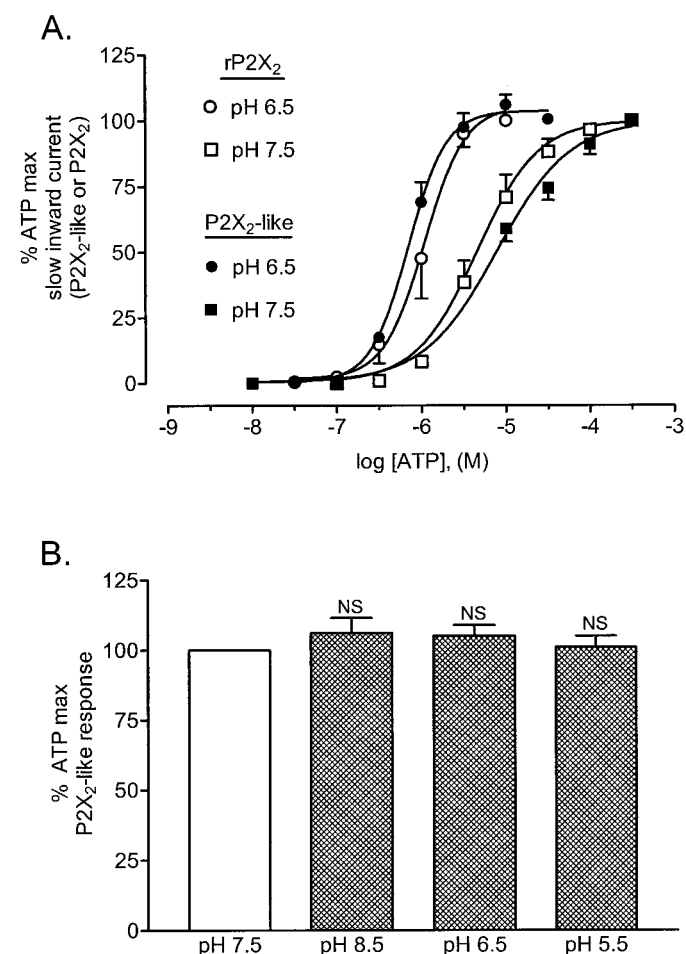 A.
% ATP max
slow inward current
(P2X₂-like or P2X₂)
125
100
75
50
25
0
rP2X₂
pH 6.5
pH 7.5
P2X₂-like
pH 6.5
pH 7.5
-9 -8 -7 -6 -5 -4 -3
log [ATP], (M)
B.
% ATP max
P2X₂-like response
125
100
75
50
25
0
NS NS NS
pH 7.5 pH 8.5 pH 6.5 pH 5.5